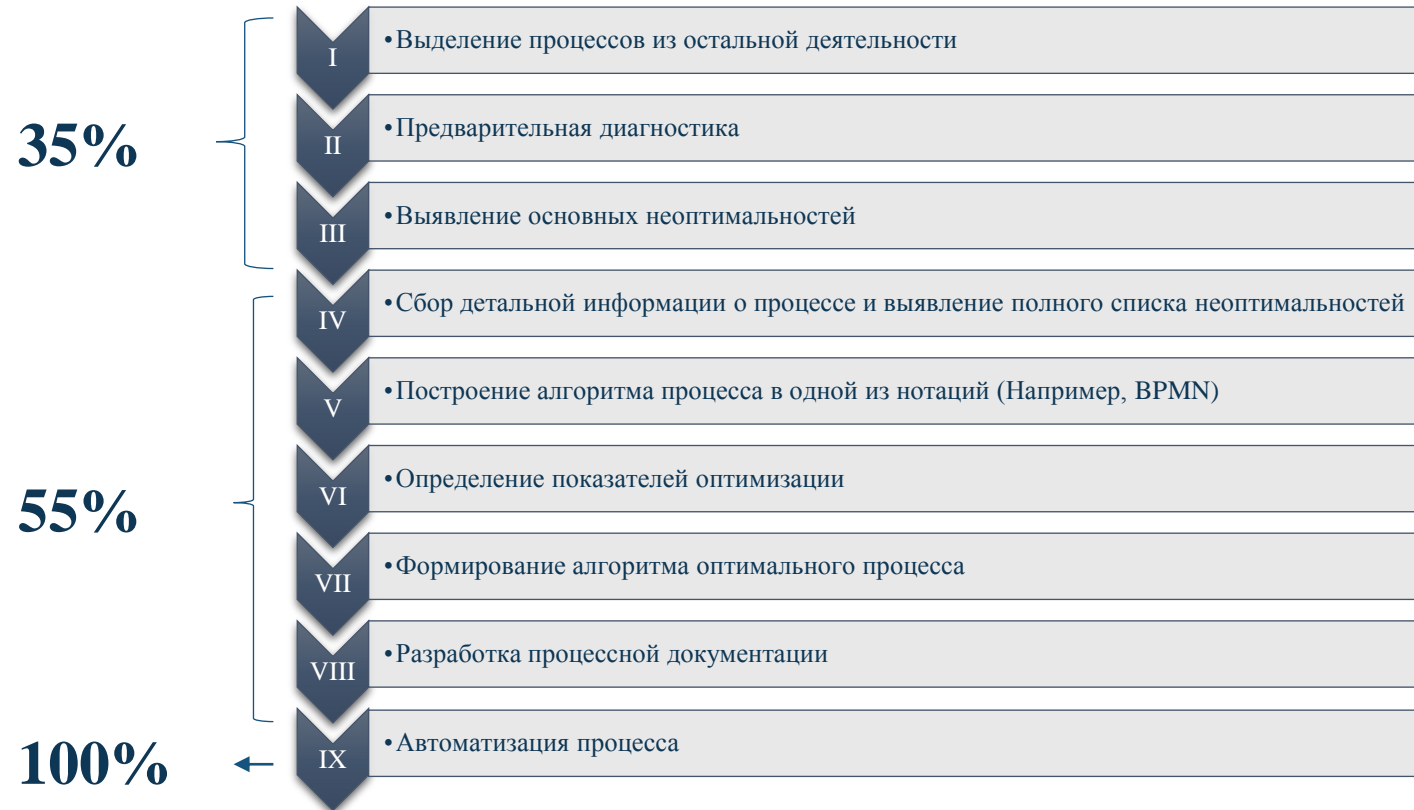 I
•Выделение процессов из остальной деятельности
35%
II
•Предварительная диагностика
III
•Выявление основных неоптимальностей
IV
•Сбор детальной информации о процессе и выявление полного списка неоптимальностей
V
•Построение алгоритма процесса в одной из нотаций (Например, BPMN)
55%
VI
•Определение показателей оптимизации
VII
•Формирование алгоритма оптимального процесса
VIII
•Разработка процессной документации
100%
IX
•Автоматизация процесса